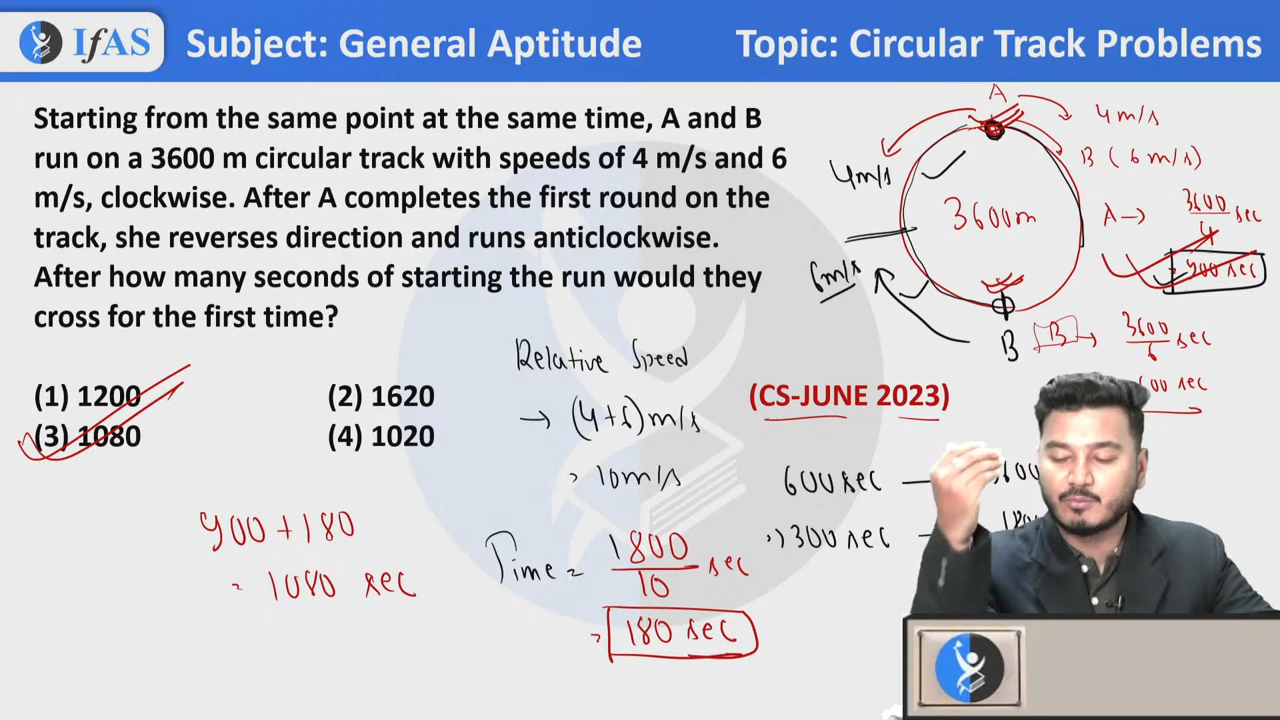 IfAS
Subject: General Aptitude
Topic: Circular Track Problems
Starting from the same point at the same time, A and B
run on a 3600 m circular track with speeds of 4 m/s and 6
m/s, clockwise. After A completes the first round on the
track, she reverses direction and runs anticlockwise.
After how many seconds of starting the run would they
cross for the first time?
(1) 1200
(2) 1620
(CS-JUNE 2023)
(3) 1080
(4) 1020
A
4 m/s
B (6 m/s)
4m/s
3600m
A → 3600/4 sec
900 sec
6m/s
B
B → 3600/6 sec
600 sec
Relative Speed
→ (4+6)m/s
10m/s
600 sec — 3600
300 sec –
Time = 1800/10 sec
= 180 sec
900 + 180
= 1080 sec